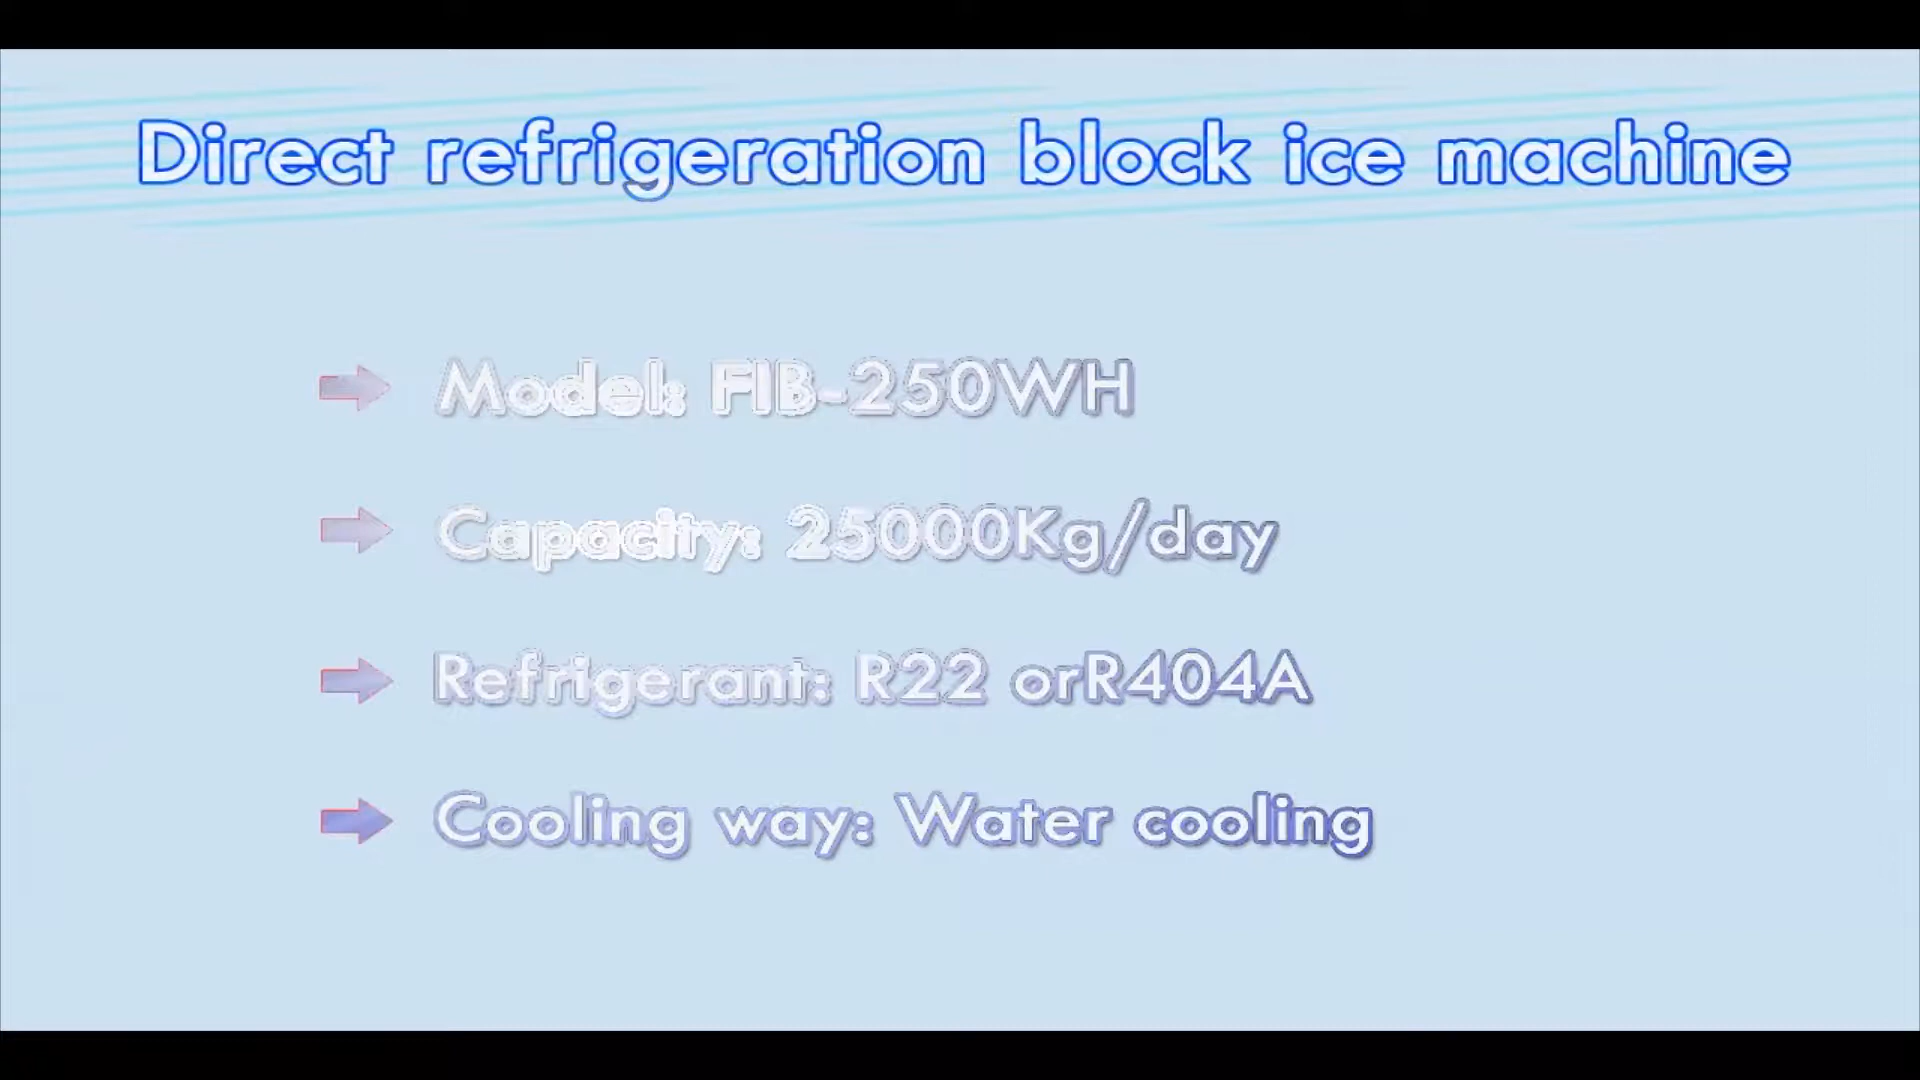 Direct refrigeration block ice machine
Model: FIB-250WH
Capacity: 25000Kg/day
Refrigerant: R22 orR404A
Cooling way: Water cooling